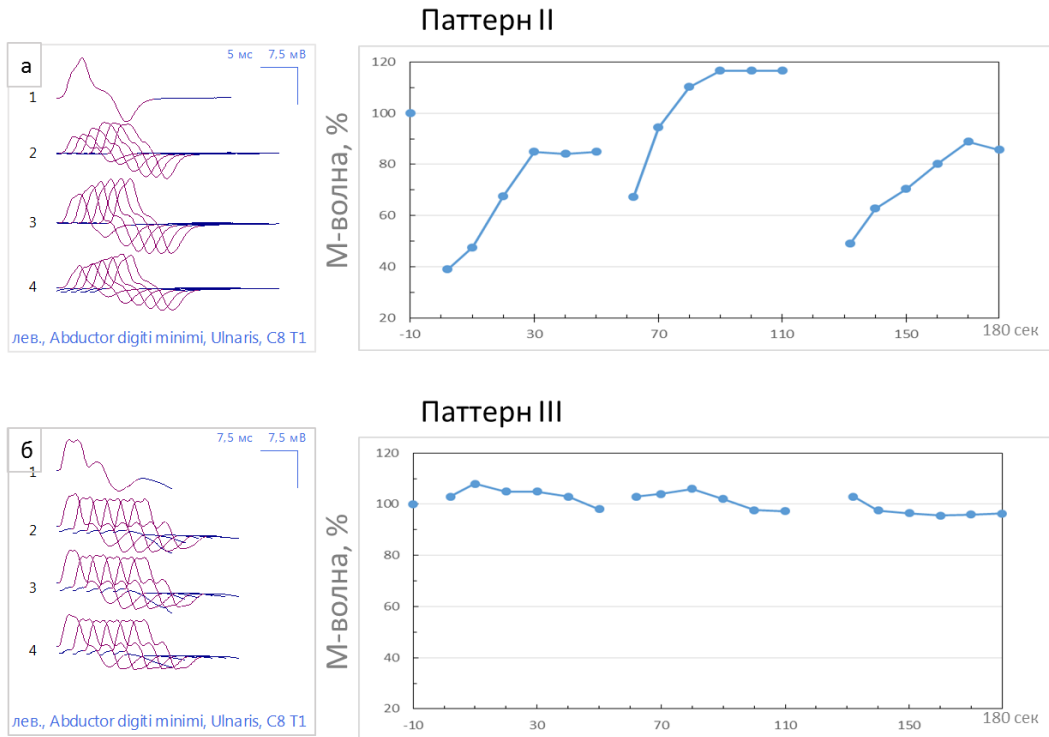 Паттерн II
а
5 мс 7,5 мВ
1
2
3
4
лев., Abductor digiti minimi, Ulnaris, C8 T1
М-волна, %
120
100
80
60
40
20
-10 30 70 110 150 180 сек
Паттерн III
б
7,5 мс 7,5 мВ
1
2
3
4
лев., Abductor digiti minimi, Ulnaris, C8 T1
М-волна, %
120
100
80
60
40
20
-10 30 70 110 150 180 сек